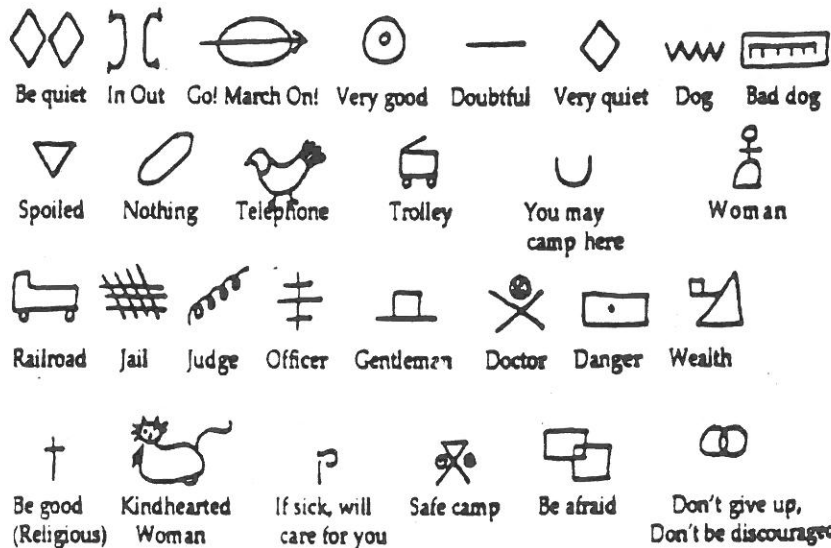 Be quiet In Out Go! March On! Very good Doubtful Very quiet Dog Bad dog
Spoiled Nothing Telephone Trolley You may Woman
camp here
Railroad Jail Judge Officer Gentleman Doctor Danger Wealth
Be good Kindhearted If sick, will Safe camp Be afraid Don't give up,
(Religious) Woman care for you Don't be discouraged